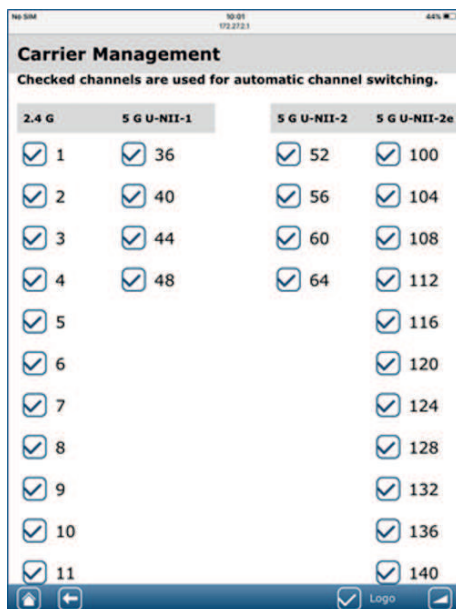 No SIM 10:01 44%
172.27.2.1
Carrier Management
Checked channels are used for automatic channel switching.
2.4 G 5 G U-NII-1 5 G U-NII-2 5 G U-NII-2e
1 36 52 100
2 40 56 104
3 44 60 108
4 48 64 112
5 116
6 120
7 124
8 128
9 132
10 136
11 140
Logo